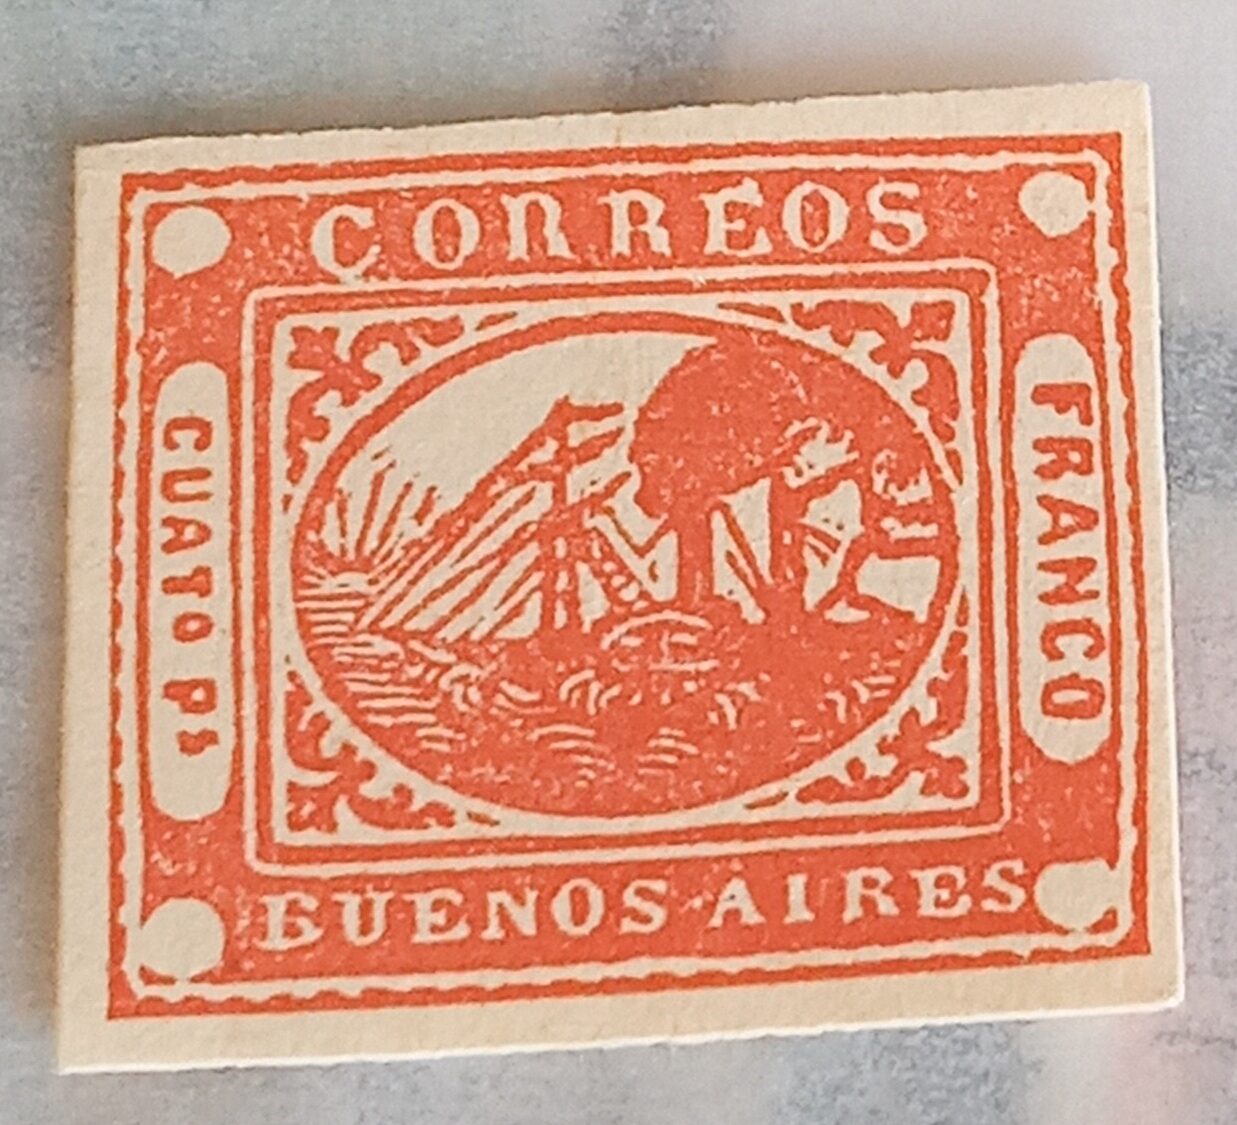 CORREOS
CUATO PS
FRANCO
BUENOS AIRES